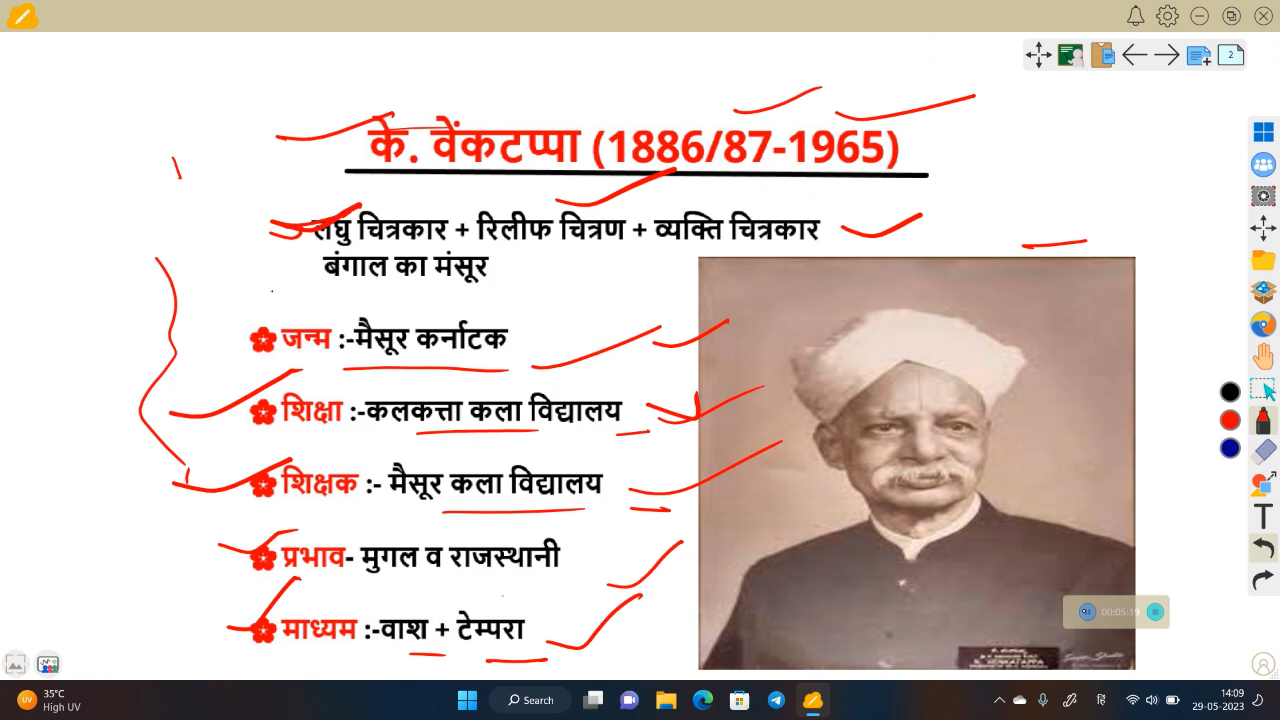 2
के. वेंकटप्पा (1886/87-1965)
लघु चित्रकार + रिलीफ चित्रण + व्यक्ति चित्रकार
बंगाल का मंसूर
जन्म :-मैसूर कर्नाटक
शिक्षा :-कलकत्ता कला विद्यालय
शिक्षक :- मैसूर कला विद्यालय
प्रभाव- मुगल व राजस्थानी
माध्यम :-वाश + टेम्परा
00:05:19
K. VENKATAPPA
35°C
High UV
Search
14:09
29-05-2023